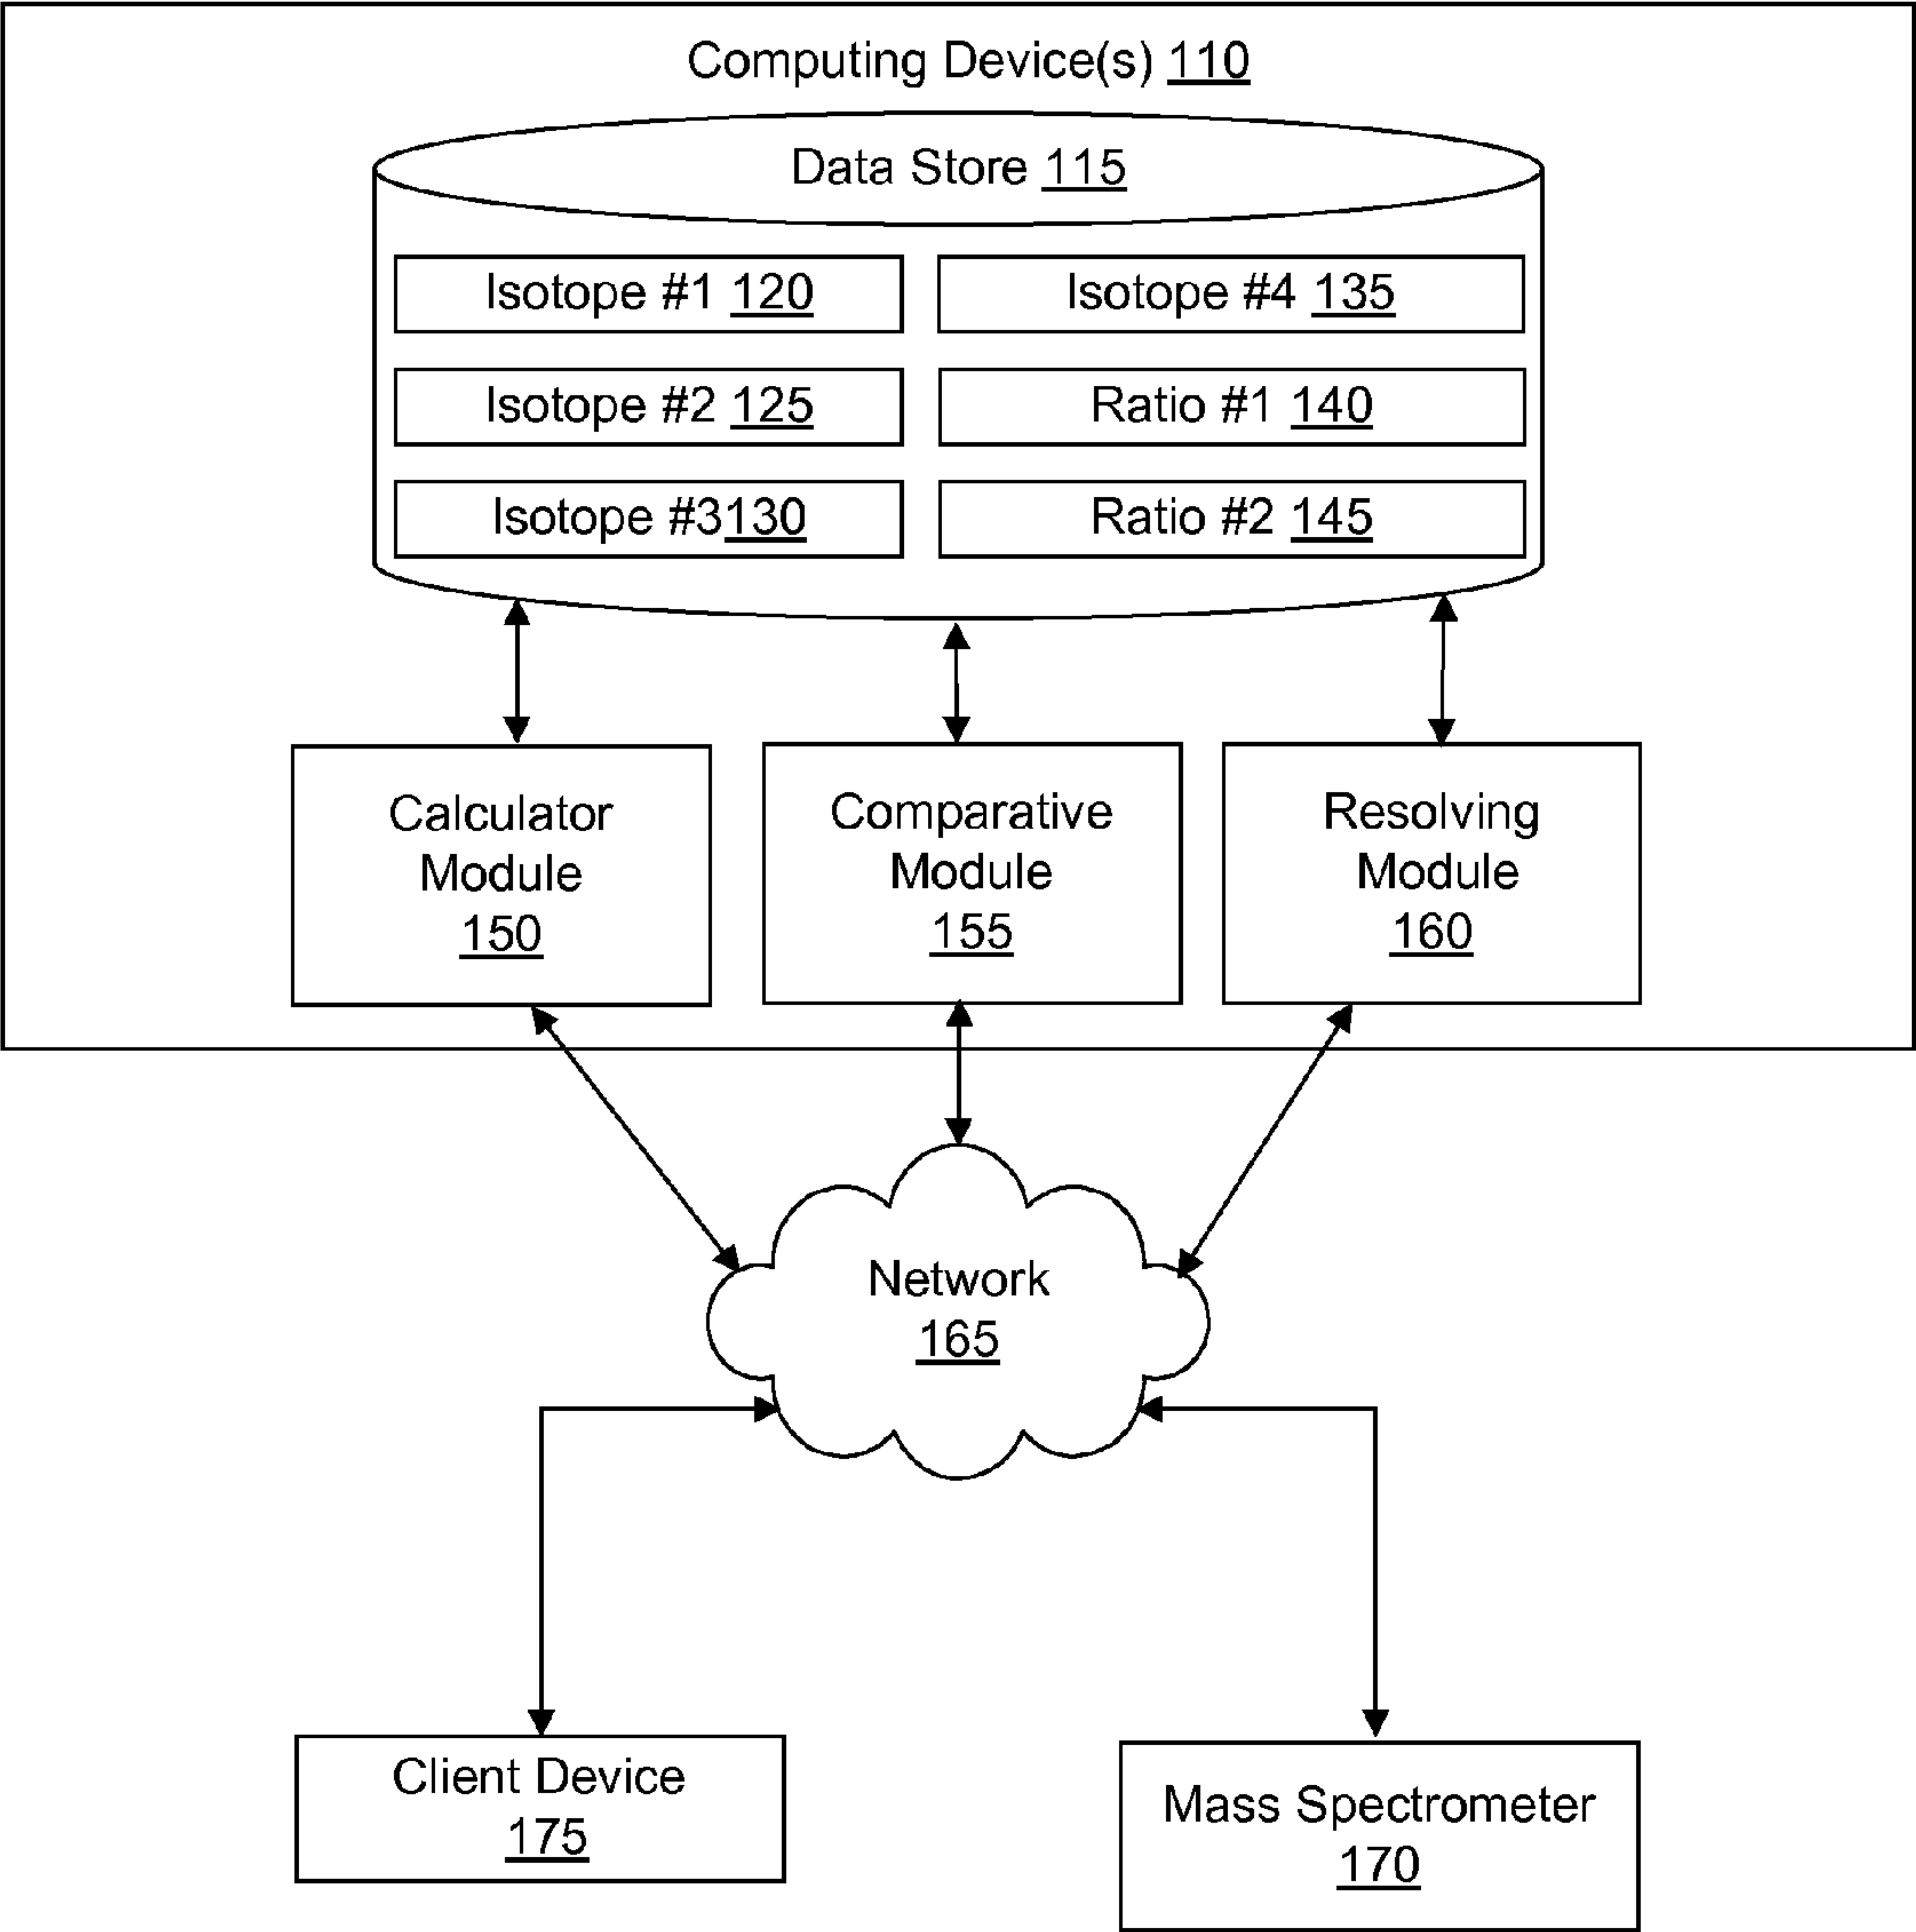 Computing Device(s) 110
Data Store 115
Isotope #1 120
Isotope #4 135
Isotope #2 125
Ratio #1 140
Isotope #3130
Ratio #2 145
Calculator
Module
150
Comparative
Module
155
Resolving
Module
160
Network
165
Client Device
175
Mass Spectrometer
170